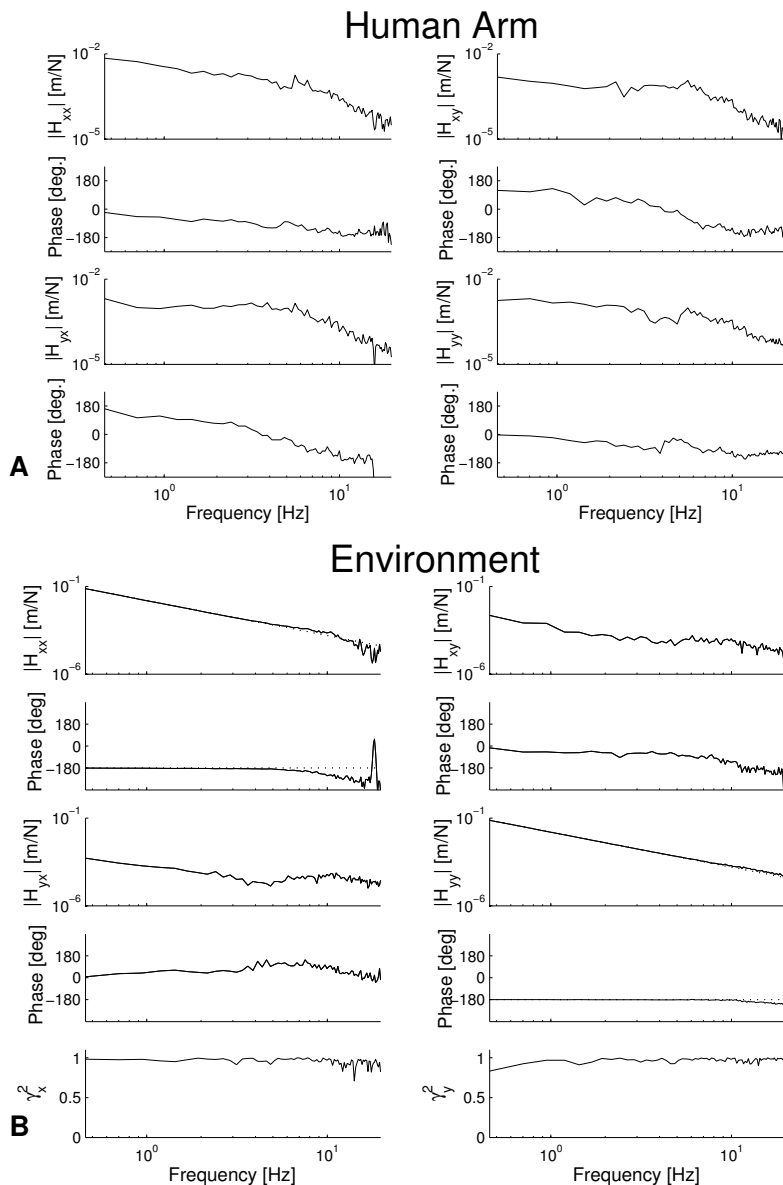 Human Arm
|H_xx| [m/N]
10^-2
10^-5
|H_xy| [m/N]
10^-2
10^-5
Phase [deg.]
180
0
−180
Phase [deg.]
180
0
−180
|H_yx| [m/N]
10^-2
10^-5
|H_yy| [m/N]
10^-2
10^-5
Phase [deg.]
180
0
−180
Phase [deg.]
180
0
−180
A
10^0
10^1
Frequency [Hz]
10^0
10^1
Frequency [Hz]
Environment
|H_xx| [m/N]
10^-1
10^-6
|H_xy| [m/N]
10^-1
10^-6
Phase [deg]
180
0
−180
Phase [deg]
180
0
−180
|H_yx| [m/N]
10^-1
10^-6
|H_yy| [m/N]
10^-1
10^-6
Phase [deg]
180
0
−180
Phase [deg]
180
0
−180
γ_x^2
1
0.5
0
γ_y^2
1
0.5
0
B
10^0
10^1
Frequency [Hz]
10^0
10^1
Frequency [Hz]